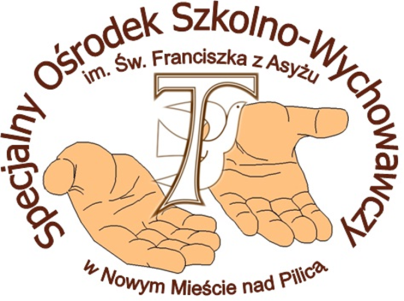 Specjalny Ośrodek Szkolno-Wychowawczy
im. Św. Franciszka z Asyżu
w Nowym Mieście nad Pilicą